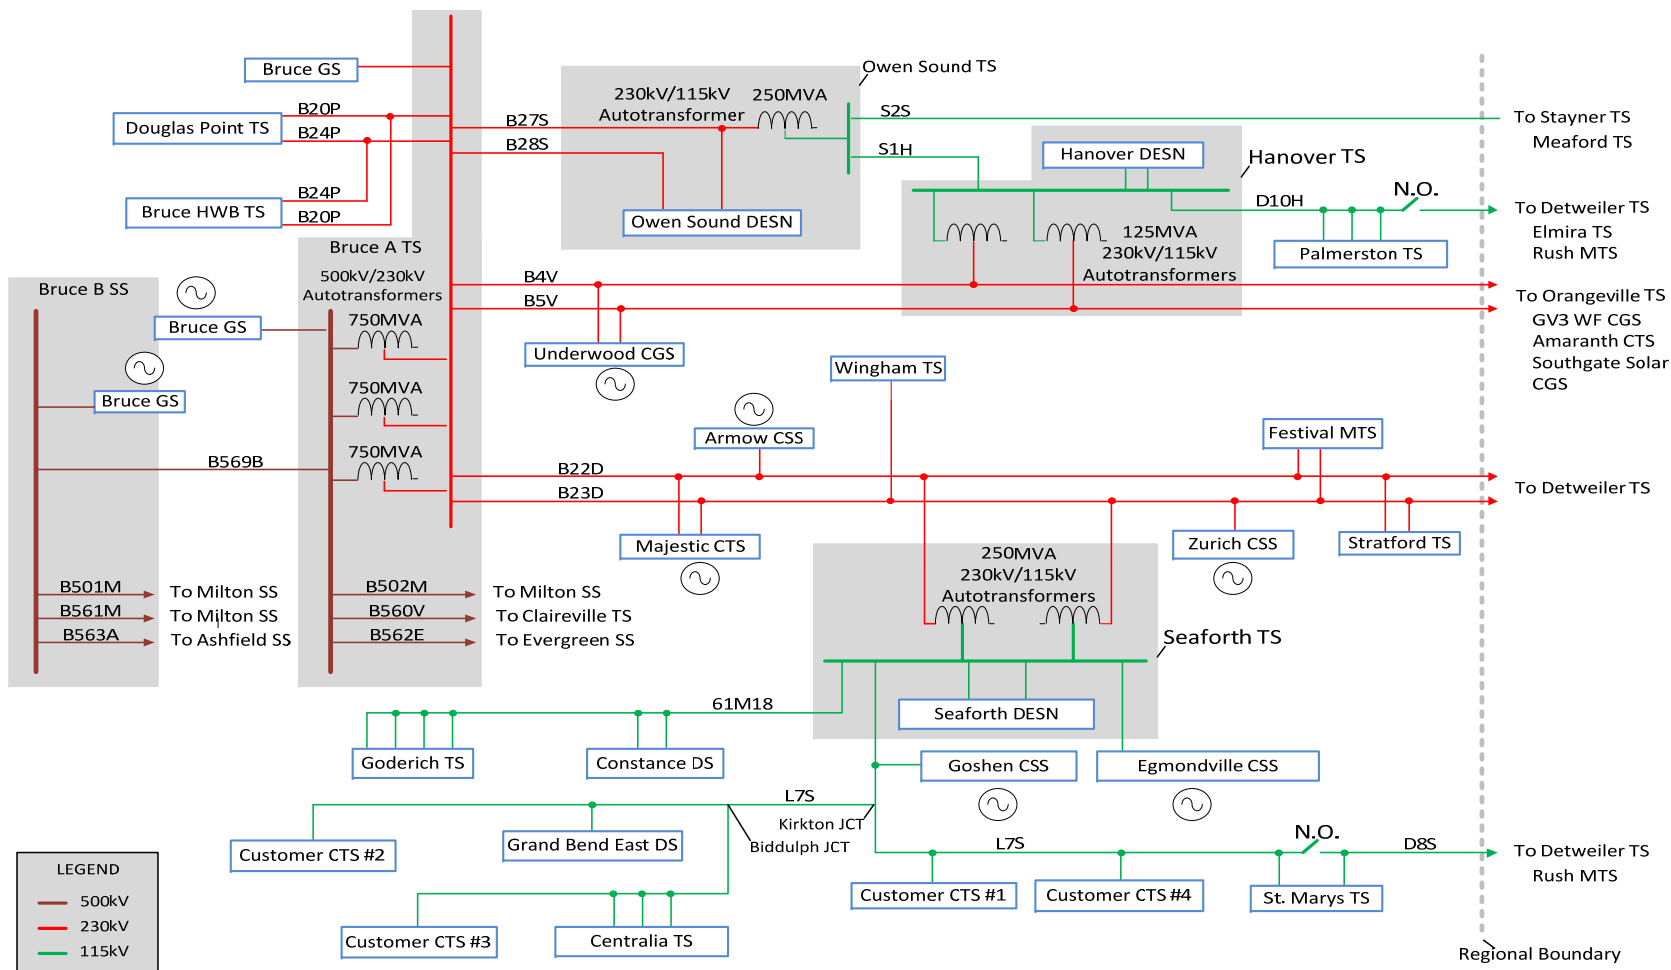 Bruce GS
B20P
Douglas Point TS
B24P
B24P
Bruce HWB TS
B20P
Bruce A TS
500kV/230kV
Autotransformers
750MVA
750MVA
750MVA
Bruce B SS
Bruce GS
Bruce GS
B569B
B501M
To Milton SS
B561M
To Milton SS
B563A
To Ashfield SS
B502M
To Milton SS
B560V
To Claireville TS
B562E
To Evergreen SS
B27S
B28S
230kV/115kV
Autotransformer
250MVA
Owen Sound TS
Owen Sound DESN
S2S
S1H
To Stayner TS
Meaford TS
Hanover DESN
Hanover TS
125MVA
230kV/115kV
Autotransformers
D10H
N.O.
Palmerston TS
To Detweiler TS
Elmira TS
Rush MTS
B4V
B5V
Underwood CGS
To Orangeville TS
GV3 WF CGS
Amaranth CTS
Southgate Solar
CGS
Wingham TS
Armow CSS
Festival MTS
B22D
B23D
To Detweiler TS
Majestic CTS
Zurich CSS
Stratford TS
250MVA
230kV/115kV
Autotransformers
Seaforth TS
Seaforth DESN
61M18
Goderich TS
Constance DS
Goshen CSS
Egmondville CSS
L7S
Kirkton JCT
Biddulph JCT
Customer CTS #2
Grand Bend East DS
L7S
N.O.
D8S
To Detweiler TS
Rush MTS
Customer CTS #1
Customer CTS #4
St. Marys TS
Customer CTS #3
Centralia TS
Regional Boundary
LEGEND
500kV
230kV
115kV